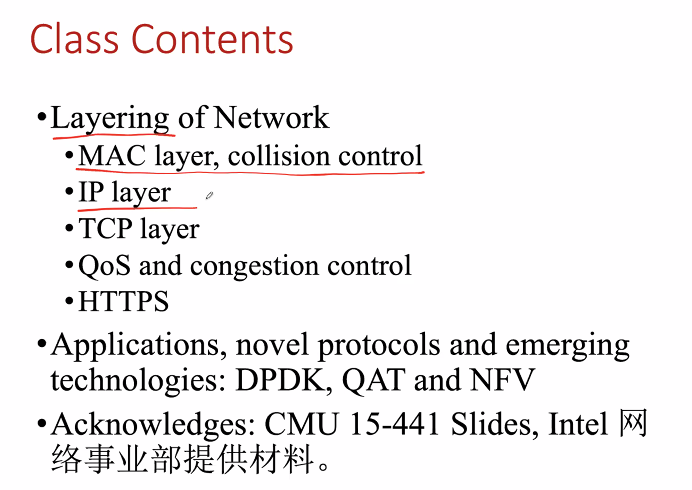 Class Contents
•Layering of Network
•MAC layer, collision control
•IP layer
•TCP layer
•QoS and congestion control
•HTTPS
•Applications, novel protocols and emerging
technologies: DPDK, QAT and NFV
•Acknowledges: CMU 15-441 Slides, Intel 网
络事业部提供材料。